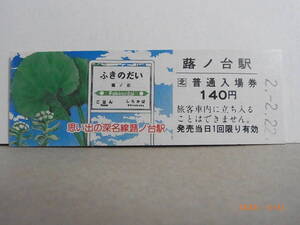 ふきのだい
蕗ノ台
Fukinodai
しらかば
思い出の深名線蕗ノ台駅
蕗ノ台駅
北 普通入場券
140円
旅客車内に立ち入る
ことはできません。
発売当日1回限り有効
2.-2.22